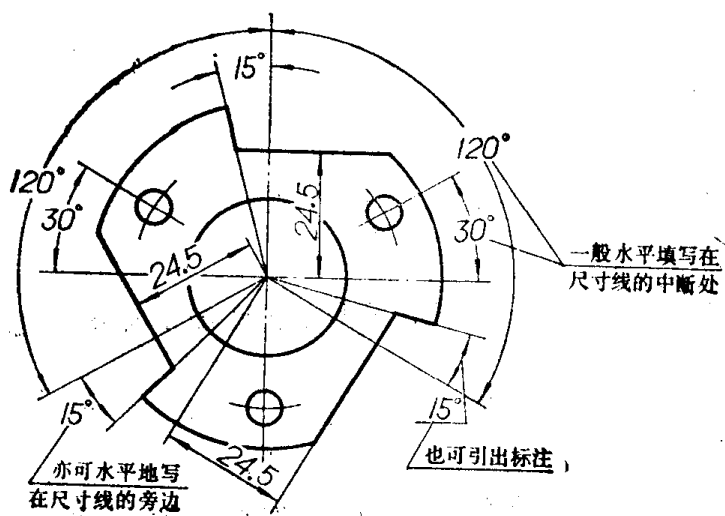 15°
120°
120°
30°
24.5
30°
24.5
一般水平填写在
尺寸线的中断处
15°
15°
24.5
也可引出标注
亦可水平地写
在尺寸线的旁边